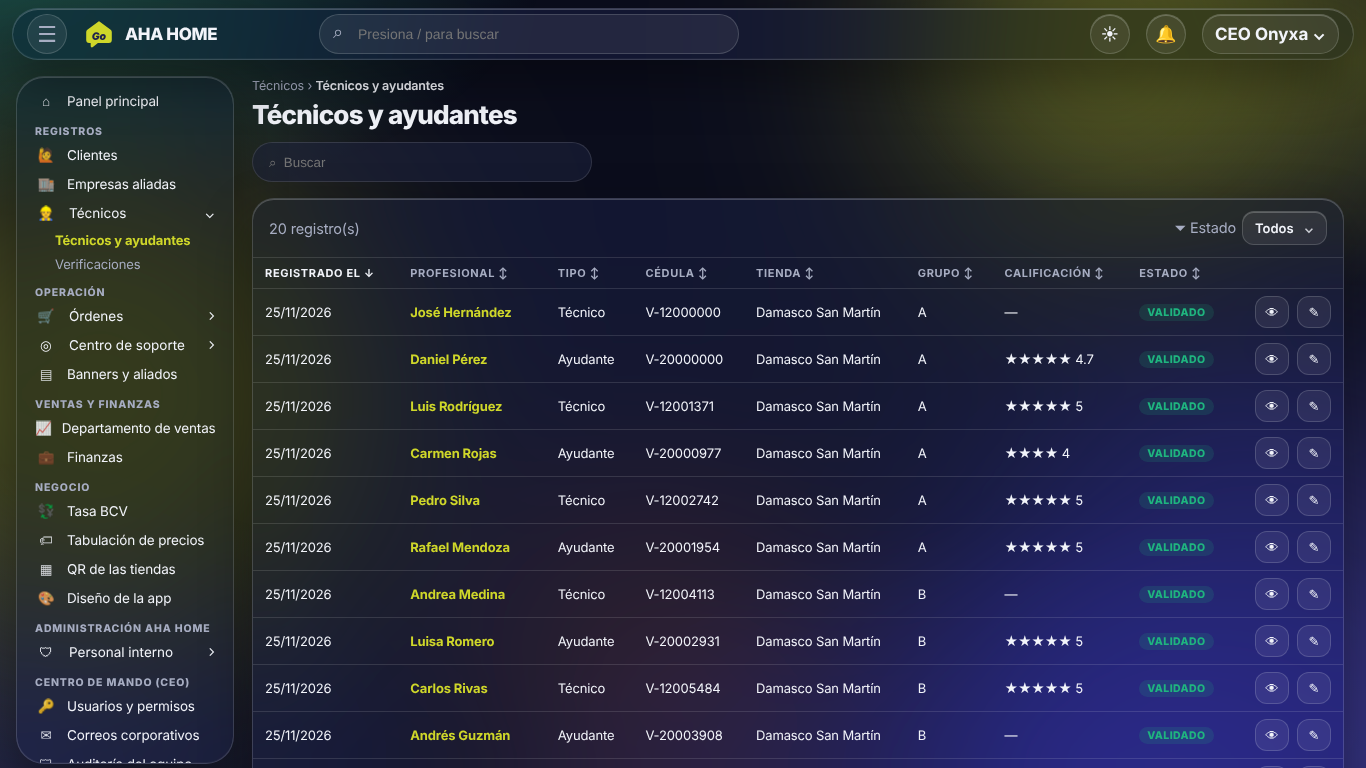 Go AHA HOME
Presiona / para buscar
CEO Onyxa
Panel principal
REGISTROS
Clientes
Empresas aliadas
Técnicos
Técnicos y ayudantes
Verificaciones
OPERACIÓN
Órdenes
Centro de soporte
Banners y aliados
VENTAS Y FINANZAS
Departamento de ventas
Finanzas
NEGOCIO
Tasa BCV
Tabulación de precios
QR de las tiendas
Diseño de la app
ADMINISTRACIÓN AHA HOME
Personal interno
CENTRO DE MANDO (CEO)
Usuarios y permisos
Correos corporativos
Auditoría del equipo
Técnicos › Técnicos y ayudantes
Técnicos y ayudantes
Buscar
20 registro(s) Estado Todos
REGISTRADO EL ↓ PROFESIONAL ↕ TIPO ↕ CÉDULA ↕ TIENDA ↕ GRUPO ↕ CALIFICACIÓN ↕ ESTADO ↕
25/11/2026 José Hernández Técnico V-12000000 Damasco San Martín A — VALIDADO
25/11/2026 Daniel Pérez Ayudante V-20000000 Damasco San Martín A ★★★★★ 4.7 VALIDADO
25/11/2026 Luis Rodríguez Técnico V-12001371 Damasco San Martín A ★★★★★ 5 VALIDADO
25/11/2026 Carmen Rojas Ayudante V-20000977 Damasco San Martín A ★★★★ 4 VALIDADO
25/11/2026 Pedro Silva Técnico V-12002742 Damasco San Martín A ★★★★★ 5 VALIDADO
25/11/2026 Rafael Mendoza Ayudante V-20001954 Damasco San Martín A ★★★★★ 5 VALIDADO
25/11/2026 Andrea Medina Técnico V-12004113 Damasco San Martín B — VALIDADO
25/11/2026 Luisa Romero Ayudante V-20002931 Damasco San Martín B ★★★★★ 5 VALIDADO
25/11/2026 Carlos Rivas Técnico V-12005484 Damasco San Martín B ★★★★★ 5 VALIDADO
25/11/2026 Andrés Guzmán Ayudante V-20003908 Damasco San Martín B — VALIDADO